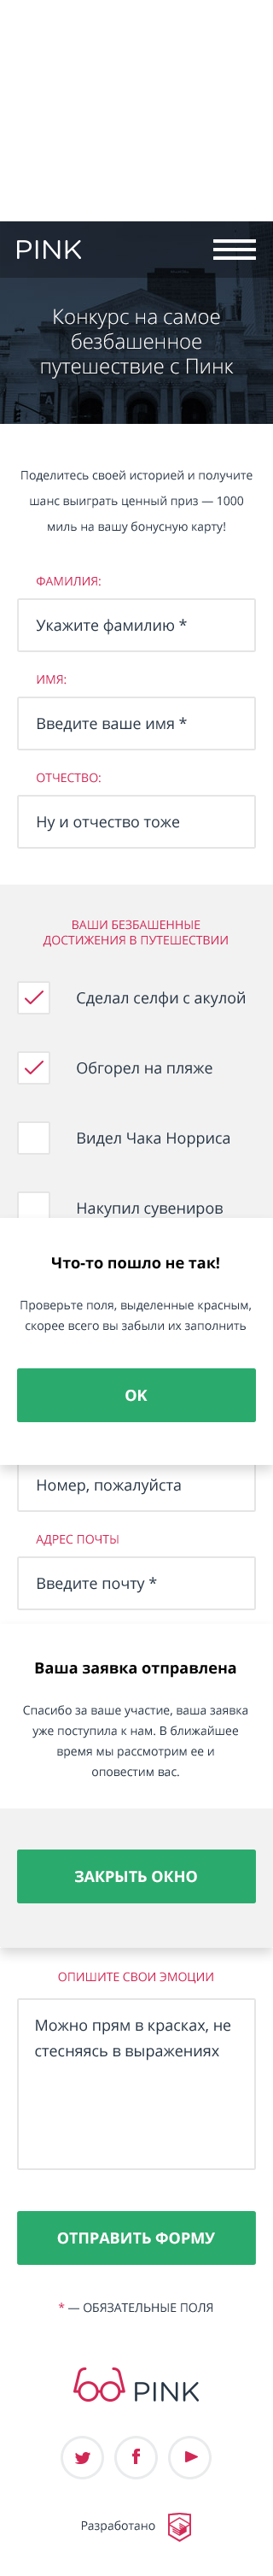 PINK
Конкурс на самое
безбашенное
путешествие с Пинк
Поделитесь своей историей и получите
шанс выиграть ценный приз — 1000
миль на вашу бонусную карту!
ФАМИЛИЯ:
Укажите фамилию *
ИМЯ:
Введите ваше имя *
ОТЧЕСТВО:
Ну и отчество тоже
ВАШИ БЕЗБАШЕННЫЕ
ДОСТИЖЕНИЯ В ПУТЕШЕСТВИИ
Сделал селфи с акулой
Обгорел на пляже
Видел Чака Норриса
Накупил сувениров
Что-то пошло не так!
Проверьте поля, выделенные красным,
скорее всего вы забыли их заполнить
ОК
Номер, пожалуйста
АДРЕС ПОЧТЫ
Введите почту *
Ваша заявка отправлена
Спасибо за ваше участие, ваша заявка
уже поступила к нам. В ближайшее
время мы рассмотрим ее и
оповестим вас.
ЗАКРЫТЬ ОКНО
ОПИШИТЕ СВОИ ЭМОЦИИ
Можно прям в красках, не
стесняясь в выражениях
ОТПРАВИТЬ ФОРМУ
* — ОБЯЗАТЕЛЬНЫЕ ПОЛЯ
PINK
Разработано